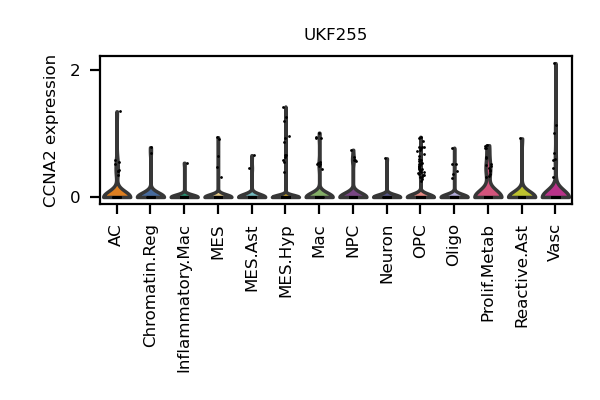 UKF255
CCNA2 expression
2
0
AC
Chromatin.Reg
Inflammatory.Mac
MES
MES.Ast
MES.Hyp
Mac
NPC
Neuron
OPC
Oligo
Prolif.Metab
Reactive.Ast
Vasc